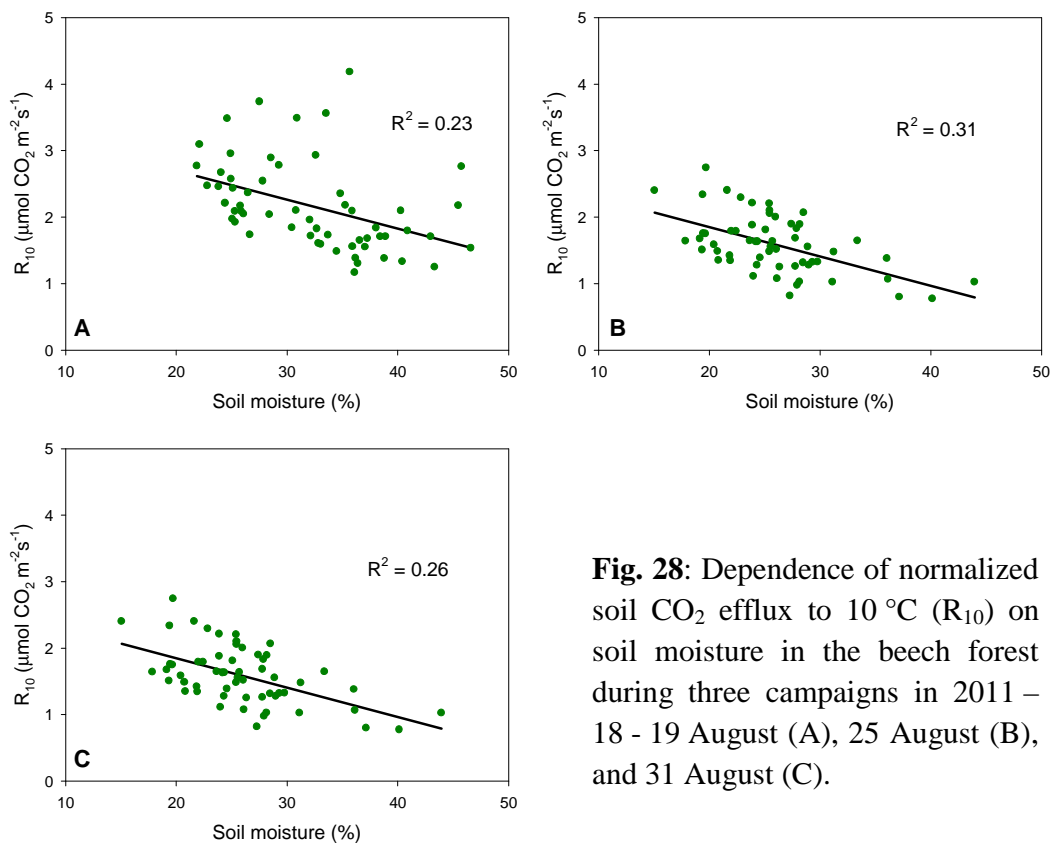 5
4
3
2
1
0
R₁₀ (µmol CO₂ m⁻²s⁻¹)
R² = 0.23
A
10 20 30 40 50
Soil moisture (%)
5
4
3
2
1
0
R₁₀ (µmol CO₂ m⁻²s⁻¹)
R² = 0.31
B
10 20 30 40 50
Soil moisture (%)
5
4
3
2
1
0
R₁₀ (µmol CO₂ m⁻²s⁻¹)
R² = 0.26
C
10 20 30 40 50
Soil moisture (%)
Fig. 28: Dependence of normalized
soil CO₂ efflux to 10 °C (R₁₀) on
soil moisture in the beech forest
during three campaigns in 2011 –
18 - 19 August (A), 25 August (B),
and 31 August (C).